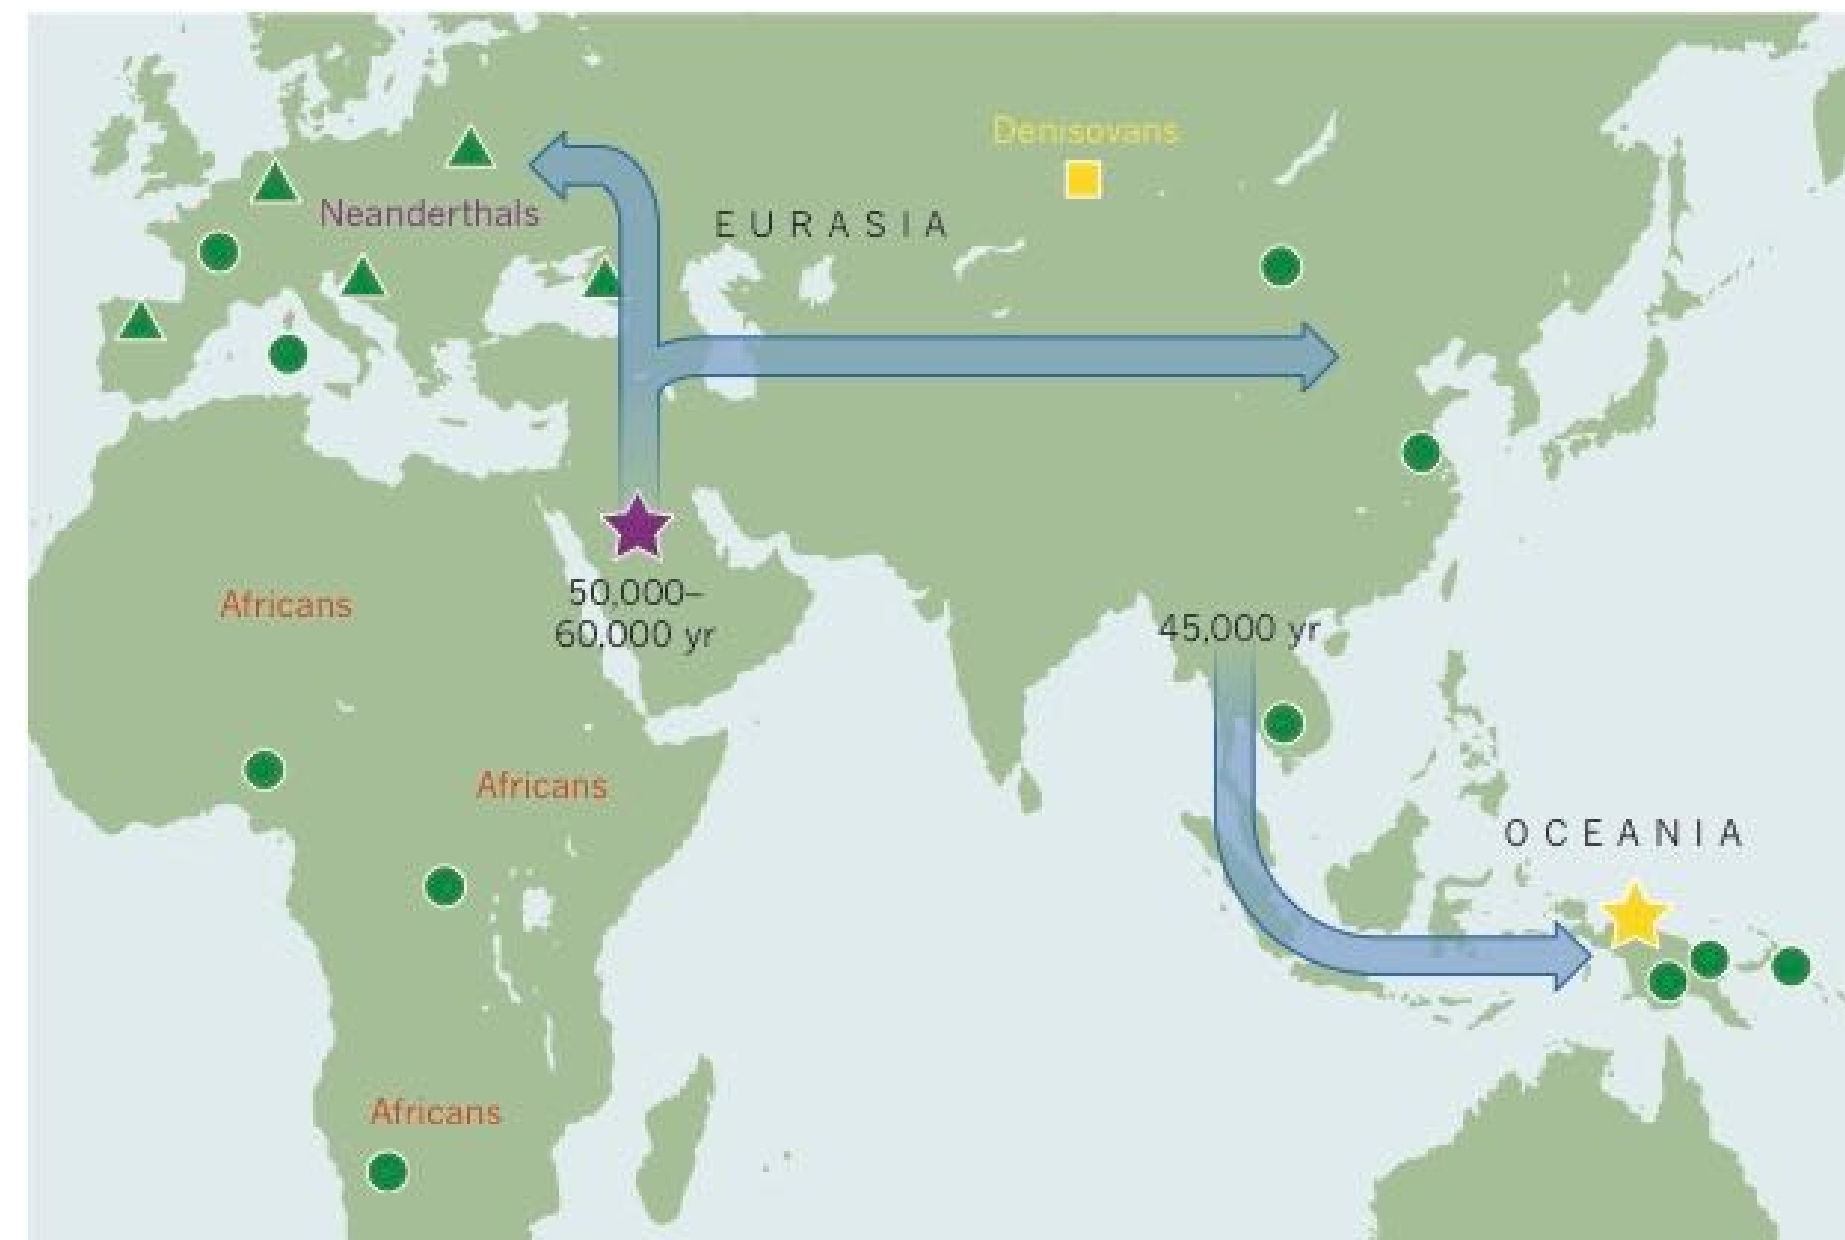 Denisovans
Neanderthals
EURASIA
Africans
50,000–
60,000 yr
45,000 yr
Africans
OCEANIA
Africans